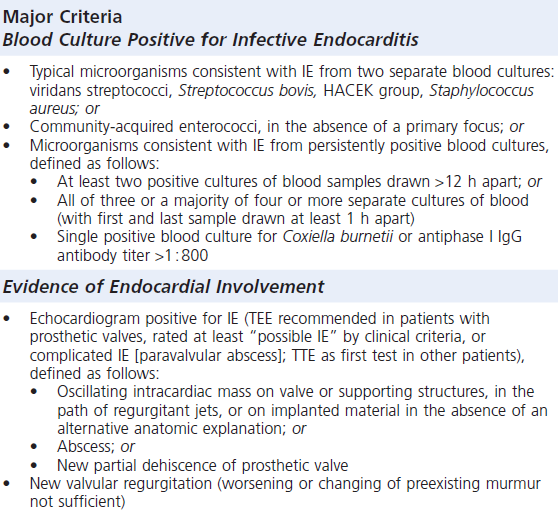 Major Criteria
Blood Culture Positive for Infective Endocarditis
• Typical microorganisms consistent with IE from two separate blood cultures:
viridans streptococci, Streptococcus bovis, HACEK group, Staphylococcus
aureus; or
• Community-acquired enterococci, in the absence of a primary focus; or
• Microorganisms consistent with IE from persistently positive blood cultures,
defined as follows:
• At least two positive cultures of blood samples drawn >12 h apart; or
• All of three or a majority of four or more separate cultures of blood
(with first and last sample drawn at least 1 h apart)
• Single positive blood culture for Coxiella burnetii or antiphase I IgG
antibody titer >1:800
Evidence of Endocardial Involvement
• Echocardiogram positive for IE (TEE recommended in patients with
prosthetic valves, rated at least “possible IE” by clinical criteria, or
complicated IE [paravalvular abscess]; TTE as first test in other patients),
defined as follows:
• Oscillating intracardiac mass on valve or supporting structures, in the
path of regurgitant jets, or on implanted material in the absence of an
alternative anatomic explanation; or
• Abscess; or
• New partial dehiscence of prosthetic valve
• New valvular regurgitation (worsening or changing of preexisting murmur
not sufficient)